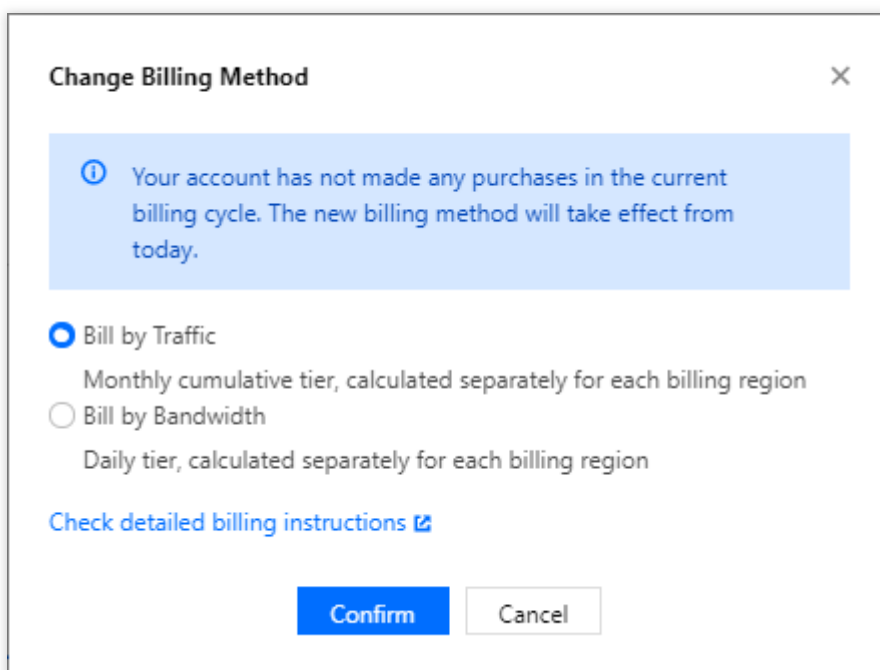 Change Billing Method
Your account has not made any purchases in the current
billing cycle. The new billing method will take effect from
today.
Bill by Traffic
Monthly cumulative tier, calculated separately for each billing region
Bill by Bandwidth
Daily tier, calculated separately for each billing region
Check detailed billing instructions
Confirm
Cancel